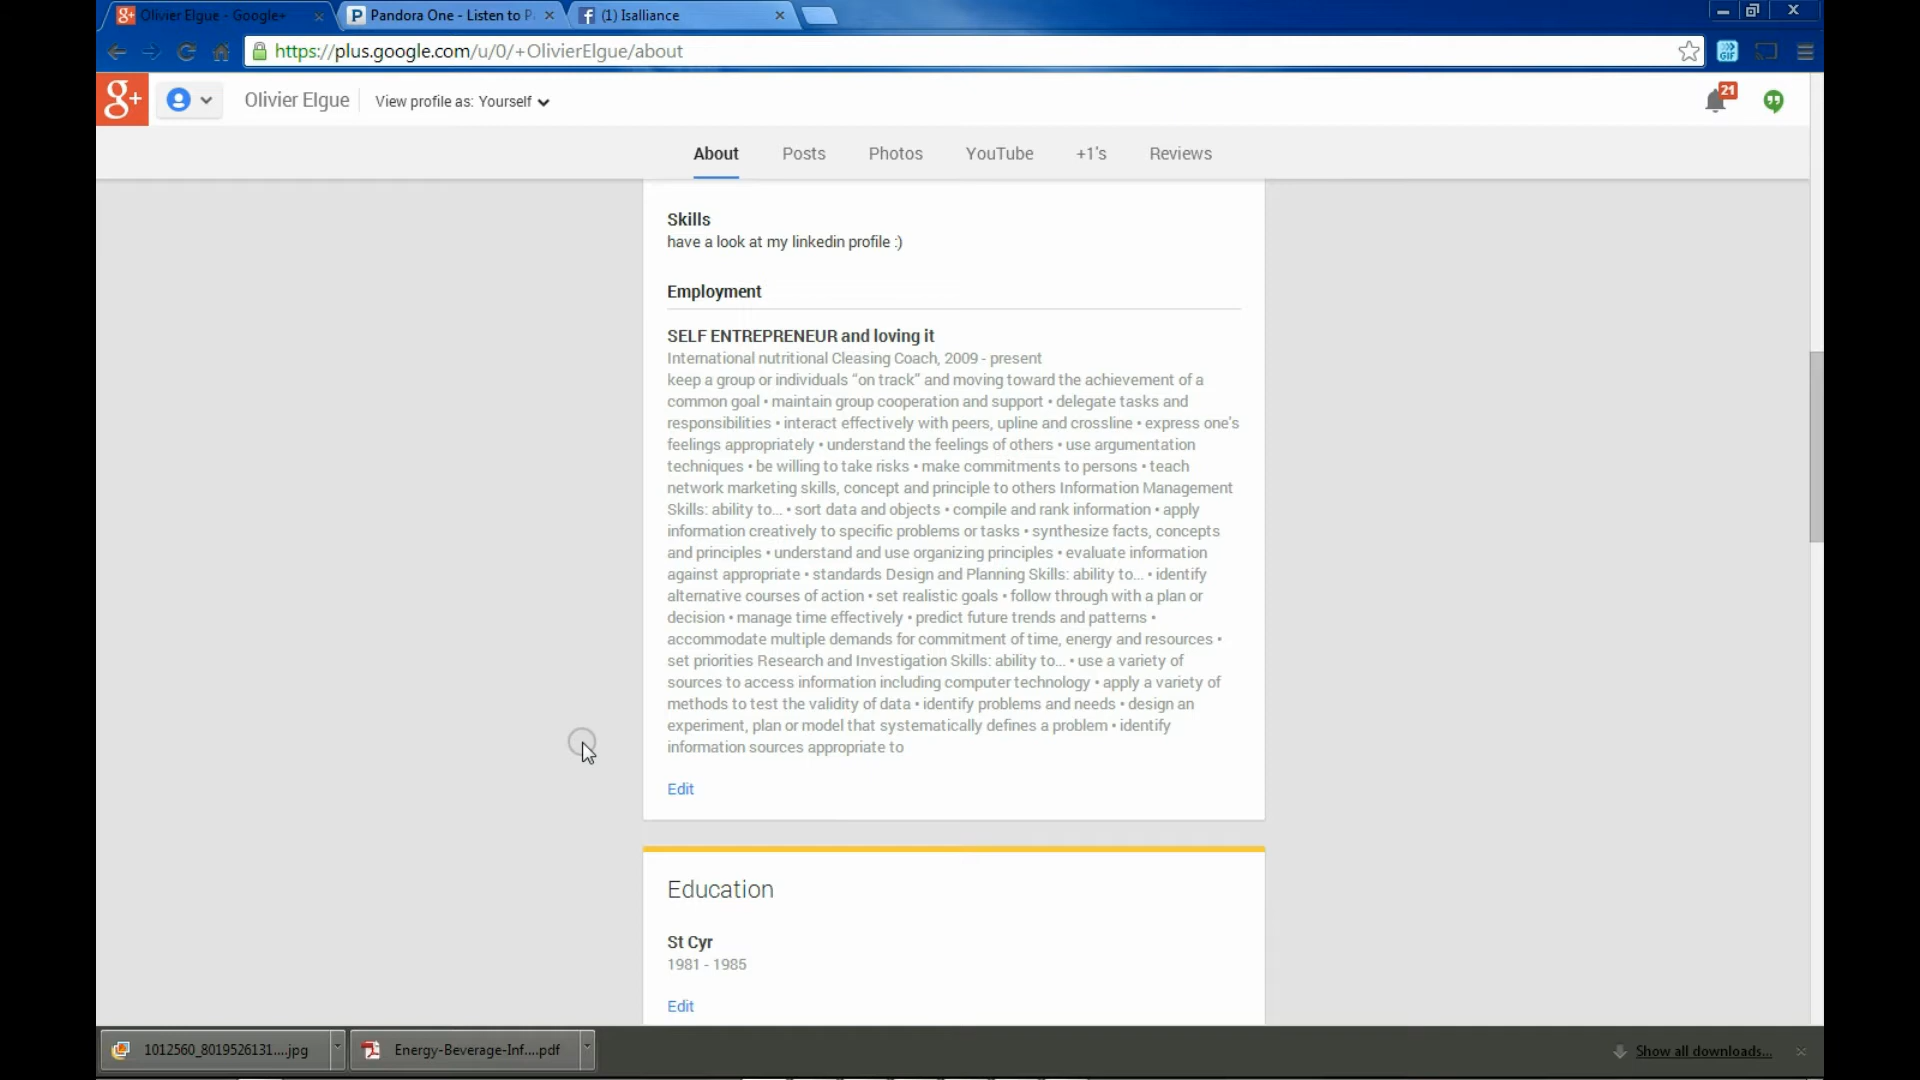 Olivier Elgue - Google+
Pandora One - Listen to P
(1) Isalliance
https://plus.google.com/u/0/+OlivierElgue/about
g+
Olivier Elgue
View profile as: Yourself
21
About
Posts
Photos
YouTube
+1's
Reviews
Skills
have a look at my linkedin profile :)
Employment
SELF ENTREPRENEUR and loving it
International nutritional Cleasing Coach, 2009 - present
keep a group or individuals “on track” and moving toward the achievement of a
common goal • maintain group cooperation and support • delegate tasks and
responsibilities • interact effectively with peers, upline and crossline • express one's
feelings appropriately • understand the feelings of others • use argumentation
techniques • be willing to take risks • make commitments to persons • teach
network marketing skills, concept and principle to others Information Management
Skills: ability to... • sort data and objects • compile and rank information • apply
information creatively to specific problems or tasks • synthesize facts, concepts
and principles • understand and use organizing principles • evaluate information
against appropriate • standards Design and Planning Skills: ability to... • identify
alternative courses of action • set realistic goals • follow through with a plan or
decision • manage time effectively • predict future trends and patterns •
accommodate multiple demands for commitment of time, energy and resources •
set priorities Research and Investigation Skills: ability to... • use a variety of
sources to access information including computer technology • apply a variety of
methods to test the validity of data • identify problems and needs • design an
experiment, plan or model that systematically defines a problem • identify
information sources appropriate to
Edit
Education
St Cyr
1981 - 1985
Edit
1012560_8019526131....jpg
Energy-Beverage-Inf....pdf
Show all downloads...